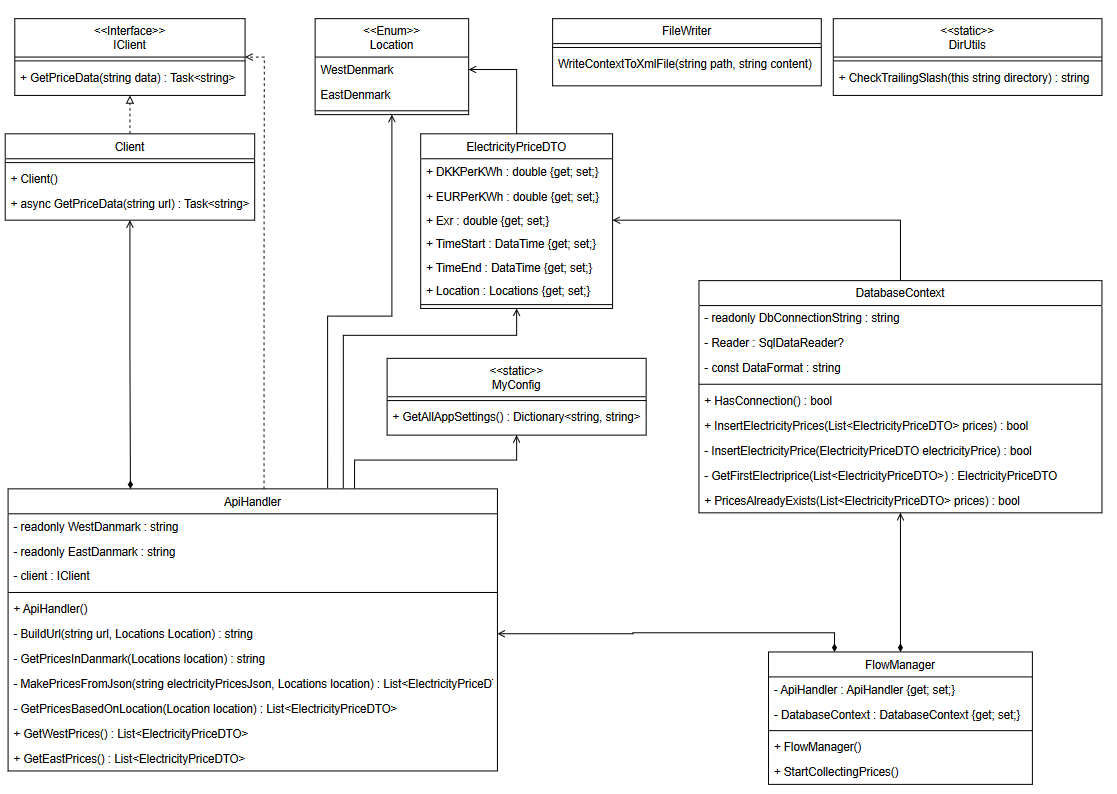 <<Interface>>
IClient
+ GetPriceData(string data) : Task<string>
<<Enum>>
Location
WestDenmark
EastDenmark
FileWriter
WriteContextToXmlFile(string path, string content)
<<static>>
DirUtils
+ CheckTrailingSlash(this string directory) : string
Client
+ Client()
+ async GetPriceData(string url) : Task<string>
ElectricityPriceDTO
+ DKKPerKWh : double {get; set;}
+ EURPerKWh : double {get; set;}
+ Exr : double {get; set;}
+ TimeStart : DataTime {get; set;}
+ TimeEnd : DataTime {get; set;}
+ Location : Locations {get; set;}
DatabaseContext
- readonly DbConnectionString : string
- Reader : SqlDataReader?
- const DataFormat : string
+ HasConnection() : bool
+ InsertElectricityPrices(List<ElectricityPriceDTO> prices) : bool
- InsertElectricityPrice(ElectricityPriceDTO electricityPrice) : bool
- GetFirstElectriprice(List<ElectricityPriceDTO>) : ElectricityPriceDTO
+ PricesAlreadyExists(List<ElectricityPriceDTO> prices) : bool
<<static>>
MyConfig
+ GetAllAppSettings() : Dictionary<string, string>
ApiHandler
- readonly WestDanmark : string
- readonly EastDanmark : string
- client : IClient
+ ApiHandler()
- BuildUrl(string url, Locations Location) : string
- GetPricesInDanmark(Locations location) : string
- MakePricesFromJson(string electricityPricesJson, Locations location) : List<ElectricityPriceD
- GetPricesBasedOnLocation(Location location) : List<ElectricityPriceDTO>
+ GetWestPrices() : List<ElectricityPriceDTO>
+ GetEastPrices() : List<ElectricityPriceDTO>
FlowManager
- ApiHandler : ApiHandler {get; set;}
- DatabaseContext : DatabaseContext {get; set;}
+ FlowManager()
+ StartCollectingPrices()